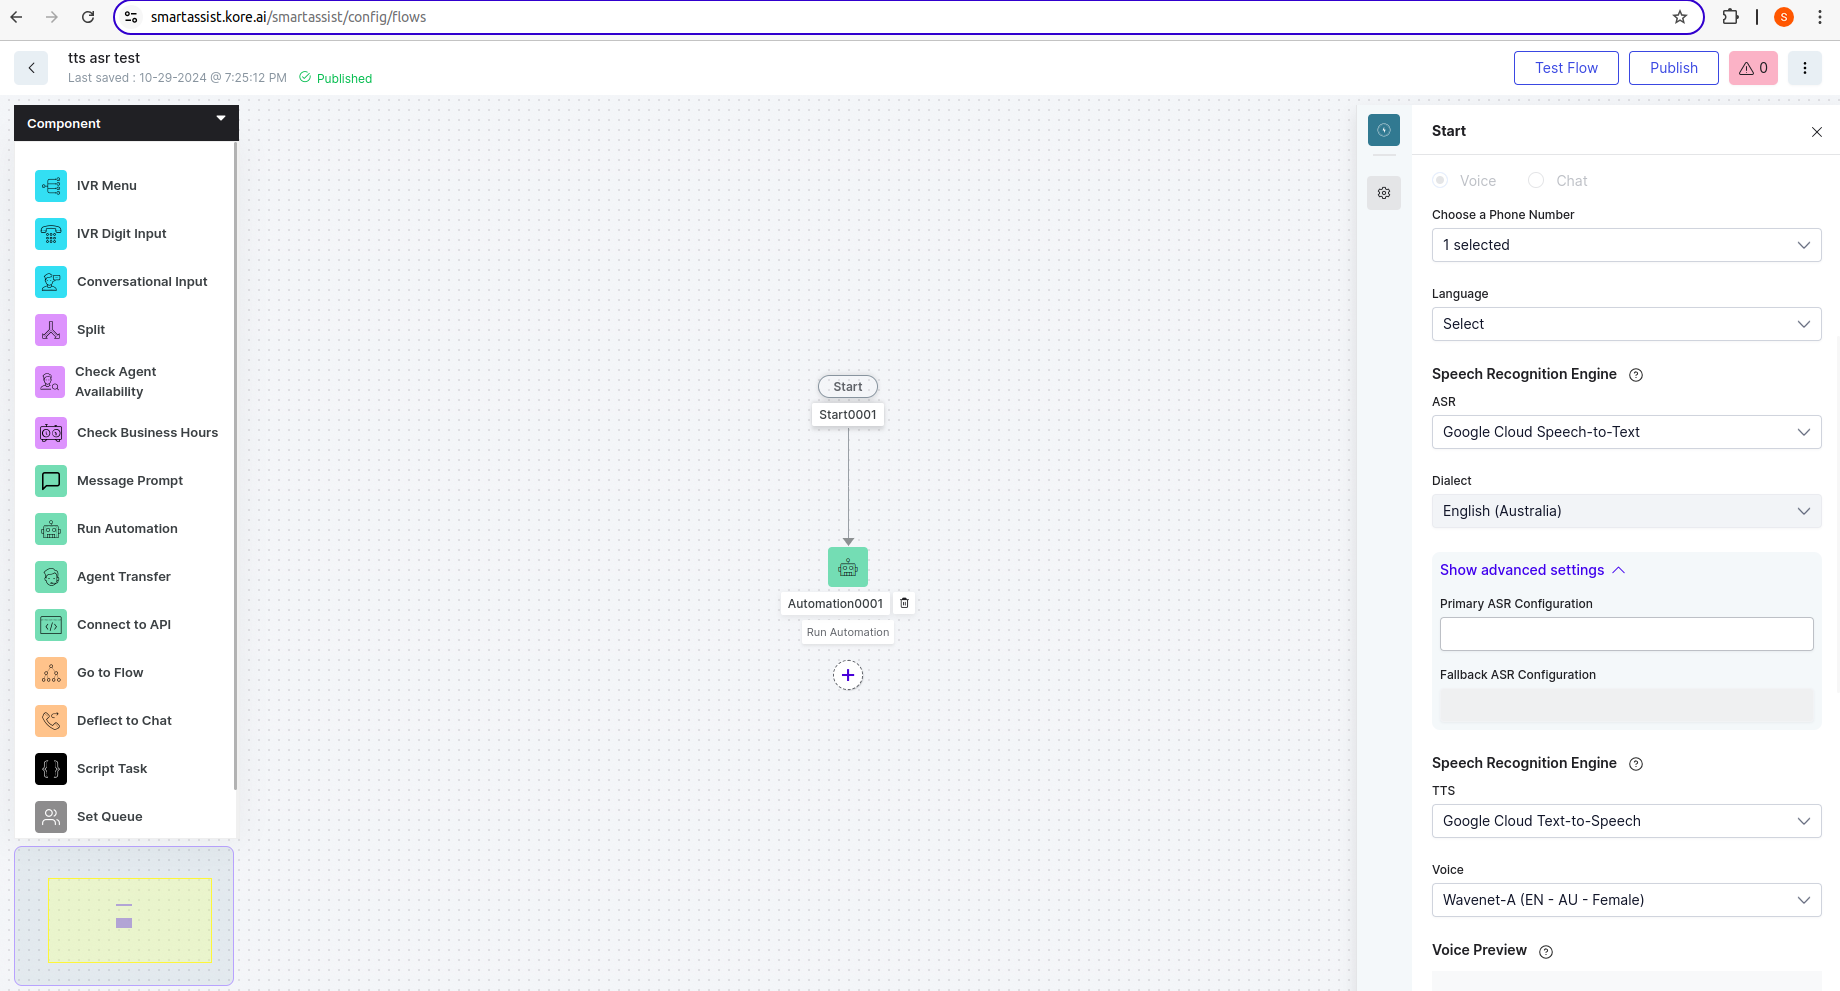 smartassist.kore.ai/smartassist/config/flows
S
tts asr test
Last saved : 10-29-2024 @ 7:25:12 PM
Published
Test Flow
Publish
0
Component
IVR Menu
IVR Digit Input
Conversational Input
Split
Check Agent
Availability
Check Business Hours
Message Prompt
Run Automation
Agent Transfer
Connect to API
Go to Flow
Deflect to Chat
Script Task
Set Queue
Start
Start0001
Automation0001
Run Automation
Start
Voice
Chat
Choose a Phone Number
1 selected
Language
Select
Speech Recognition Engine
ASR
Google Cloud Speech-to-Text
Dialect
English (Australia)
Show advanced settings
Primary ASR Configuration
Fallback ASR Configuration
Speech Recognition Engine
TTS
Google Cloud Text-to-Speech
Voice
Wavenet-A (EN - AU - Female)
Voice Preview